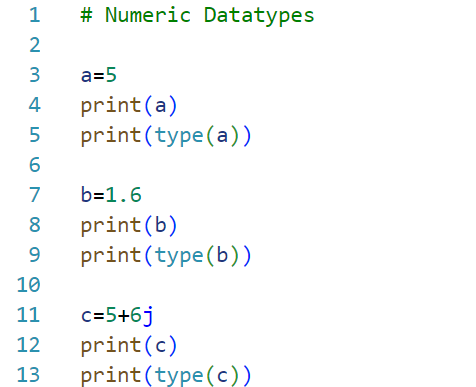 1 # Numeric Datatypes
2
3 a=5
4 print(a)
5 print(type(a))
6
7 b=1.6
8 print(b)
9 print(type(b))
10
11 c=5+6j
12 print(c)
13 print(type(c))